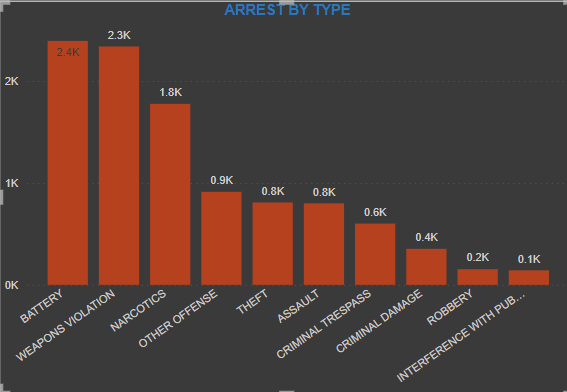 ARREST BY TYPE
2K
1K
0K
2.4K
2.3K
1.8K
0.9K
0.8K
0.8K
0.6K
0.4K
0.2K
0.1K
BATTERY
WEAPONS VIOLATION
NARCOTICS
OTHER OFFENSE
THEFT
ASSAULT
CRIMINAL TRESPASS
CRIMINAL DAMAGE
ROBBERY
INTERFERENCE WITH PUB...